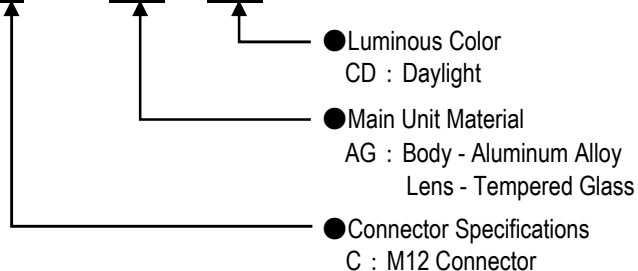 ●Luminous Color
CD : Daylight
●Main Unit Material
AG : Body - Aluminum Alloy
Lens - Tempered Glass
●Connector Specifications
C : M12 Connector